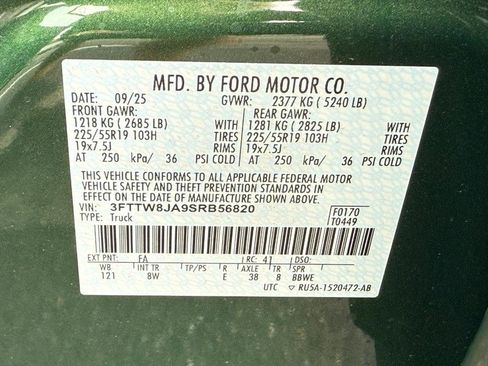 MFD. BY FORD MOTOR CO.
DATE: 09/25 GVWR: 2377 KG ( 5240 LB)
FRONT GAWR: REAR GAWR:
1218 KG ( 2685 LB) WITH 1281 KG ( 2825 LB) WITH
225/55R19 103H TIRES 225/55R19 103H TIRES
19x7.5J RIMS 19x7.5J RIMS
AT 250 kPa/ 36 PSI COLD AT 250 kPa/ 36 PSI COLD
THIS VEHICLE CONFORMS TO ALL APPLICABLE FEDERAL MOTOR
VEHICLE SAFETY AND THEFT PREVENTION STANDARDS IN
EFFECT ON THE DATE OF MANUFACTURE SHOWN ABOVE.
VIN: 3FTTW8JA9SRB56820 F0170
TYPE: Truck T0449
EXT PNT: FA RC: 41
WB INT TR TP/PS R AXLE TR SPR
121 8W E 38 8 BBWE
UTC RU5A-1520472-AB